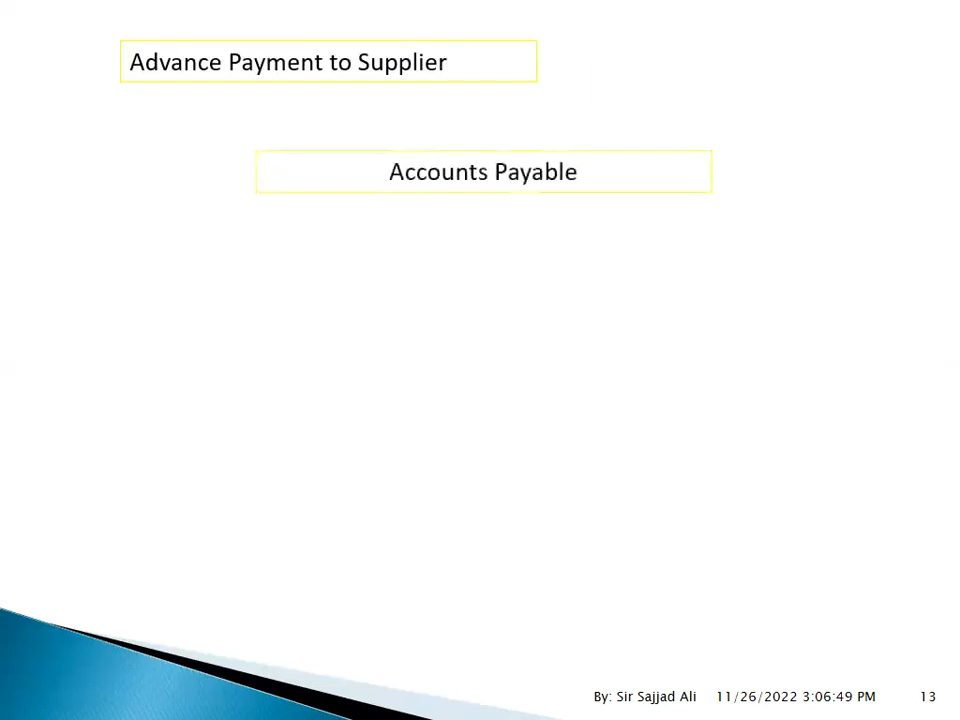 Advance Payment to Supplier
Accounts Payable
By: Sir Sajjad Ali 11/26/2022 3:06:49 PM 13